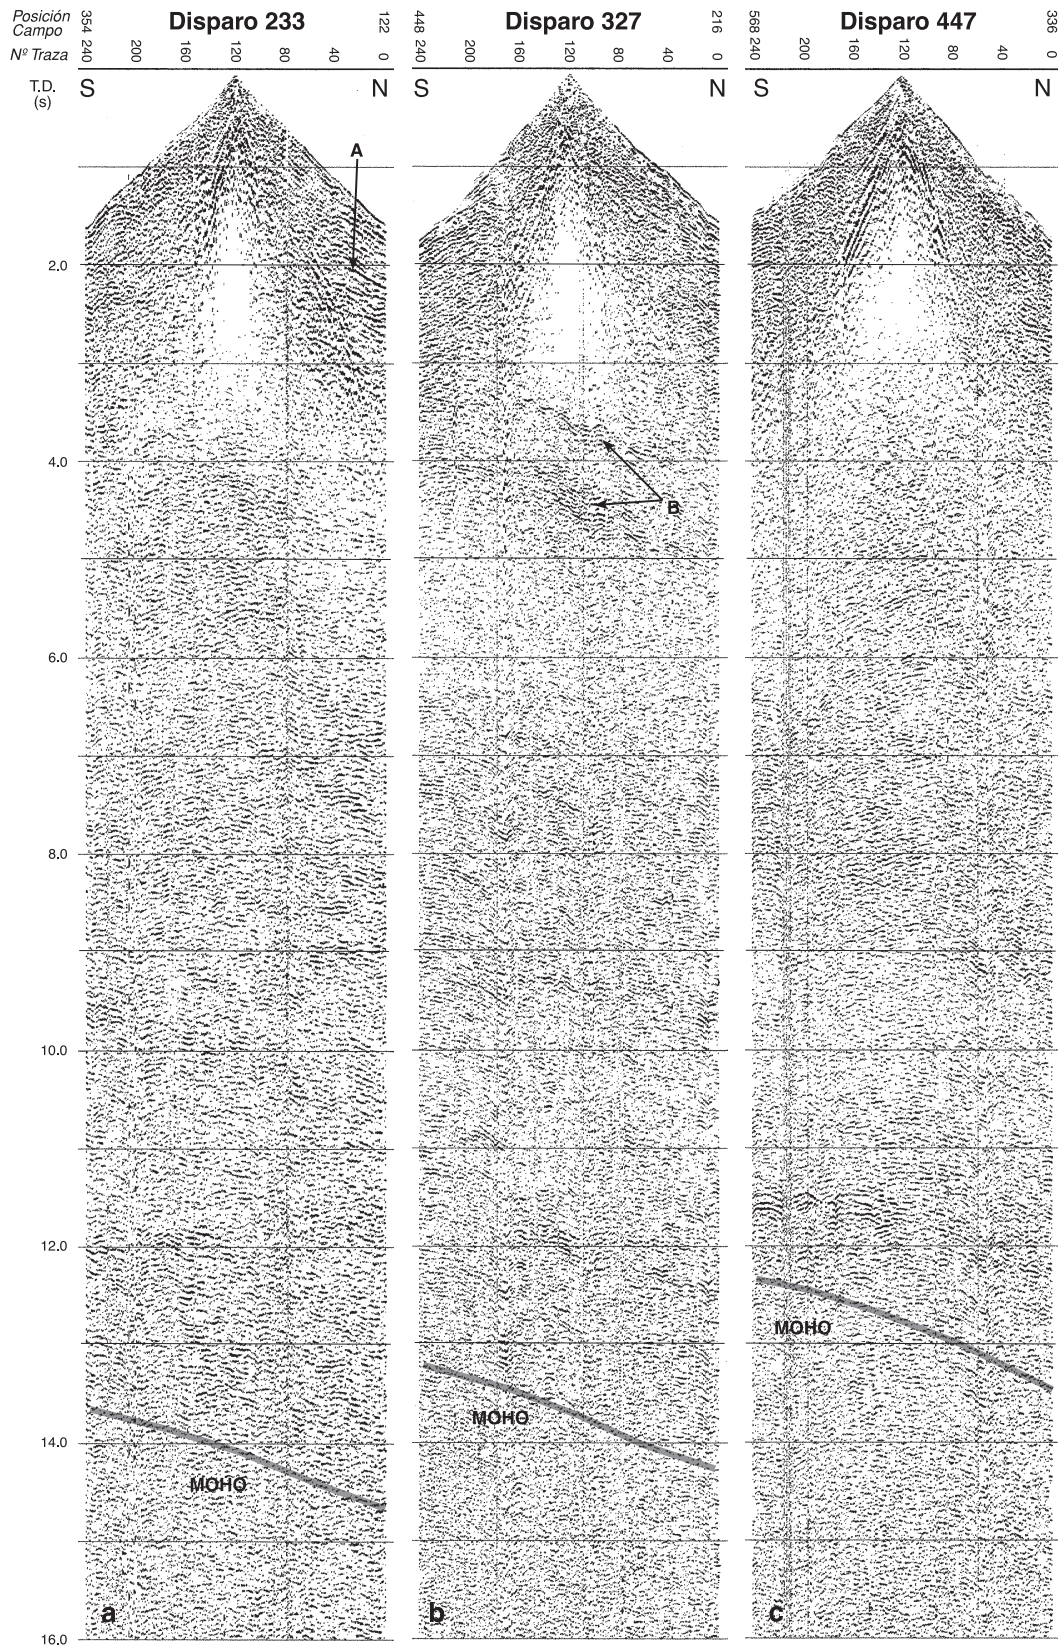 Posición Campo
Nº Traza
T.D. (s)
Disparo 233
354 122
240 200 160 120 80 40 0
S N
A
Disparo 327
448 216
240 200 160 120 80 40 0
S N
B
Disparo 447
568 336
240 200 160 120 80 40 0
S N
2.0
4.0
6.0
8.0
10.0
12.0
14.0
16.0
MOHO
MOHO
MOHO
a
b
c